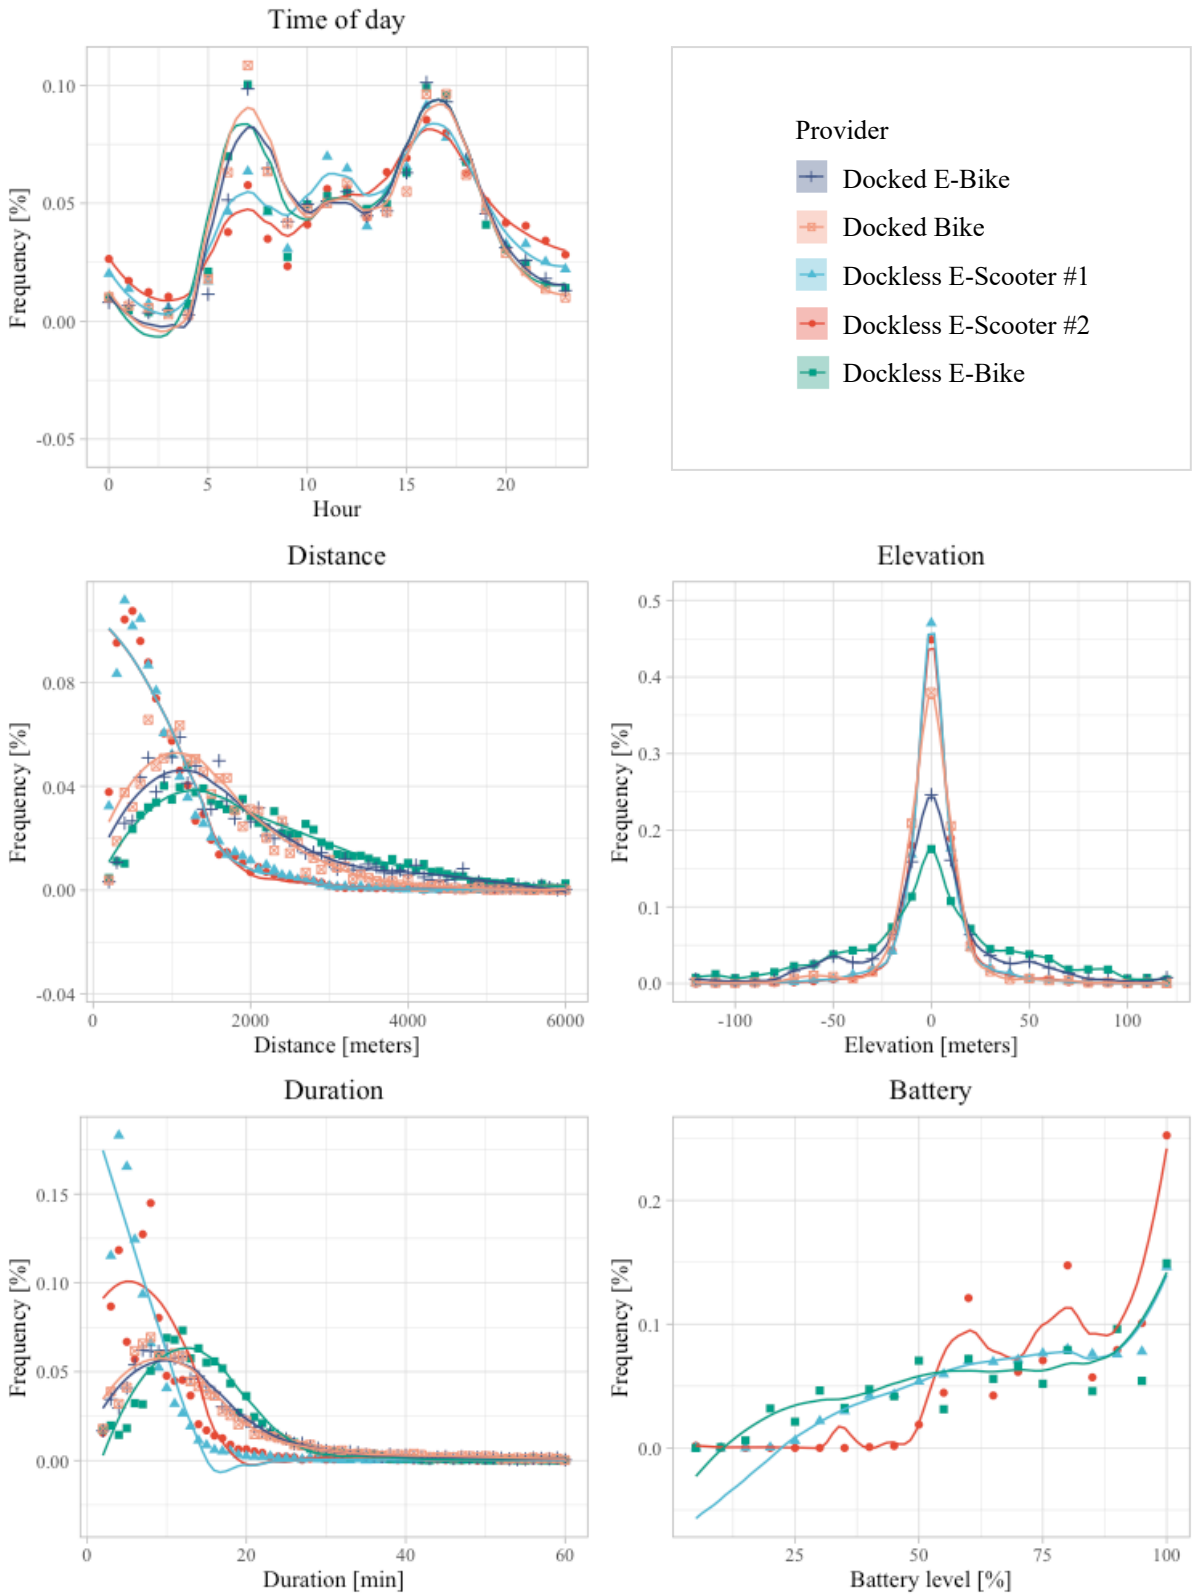 Time of day
Frequency [%]
0.10
0.05
0.00
-0.05
0 5 10 15 20
Hour
Provider
Docked E-Bike
Docked Bike
Dockless E-Scooter #1
Dockless E-Scooter #2
Dockless E-Bike
Distance
Frequency [%]
0.08
0.04
0.00
-0.04
0 2000 4000 6000
Distance [meters]
Elevation
Frequency [%]
0.5
0.4
0.3
0.2
0.1
0.0
-100 -50 0 50 100
Elevation [meters]
Duration
Frequency [%]
0.15
0.10
0.05
0.00
0 20 40 60
Duration [min]
Battery
Frequency [%]
0.2
0.1
0.0
25 50 75 100
Battery level [%]